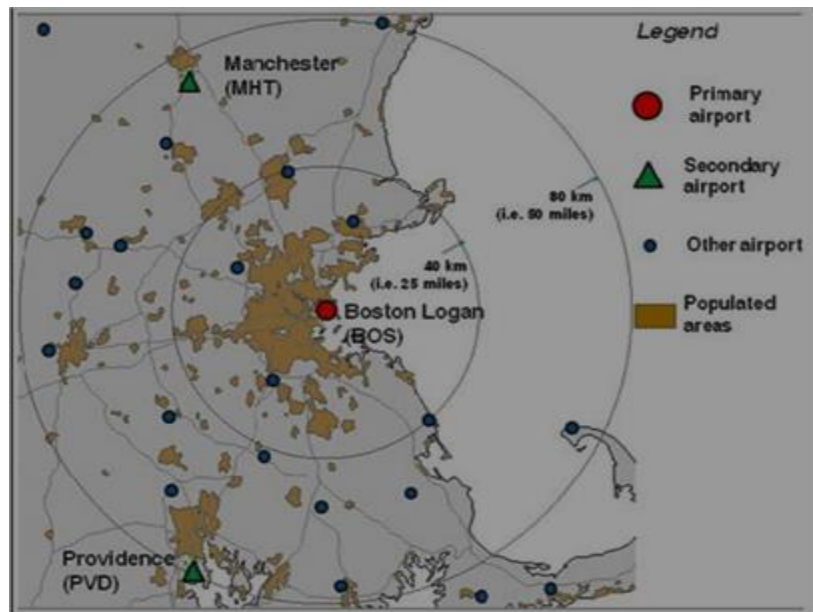 Legend
Manchester
(MHT)
Primary
airport
Secondary
airport
80 km
(i.e. 50 miles)
Other airport
40 km
(i.e. 25 miles)
Boston Logan
(BOS)
Populated
areas
Providence
(PVD)